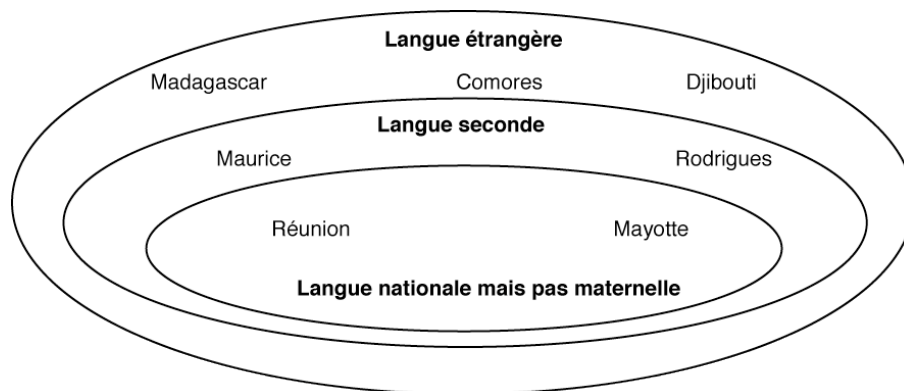 Langue étrangère
Madagascar Comores Djibouti
Langue seconde
Maurice Rodrigues
Réunion Mayotte
Langue nationale mais pas maternelle